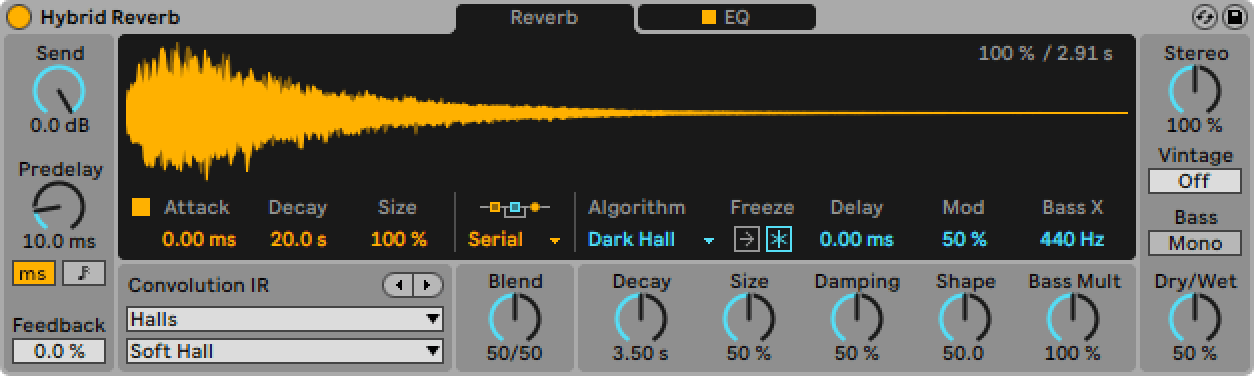 Hybrid Reverb
Reverb
EQ
Send
0.0 dB
Predelay
10.0 ms
ms
Feedback
0.0 %
100 % / 2.91 s
Attack
Decay
Size
0.00 ms
20.0 s
100 %
Serial
Algorithm
Freeze
Delay
Mod
Bass X
Dark Hall
0.00 ms
50 %
440 Hz
Convolution IR
Halls
Soft Hall
Blend
50/50
Decay
3.50 s
Size
50 %
Damping
50 %
Shape
50.0
Bass Mult
100 %
Stereo
100 %
Vintage
Off
Bass
Mono
Dry/Wet
50 %